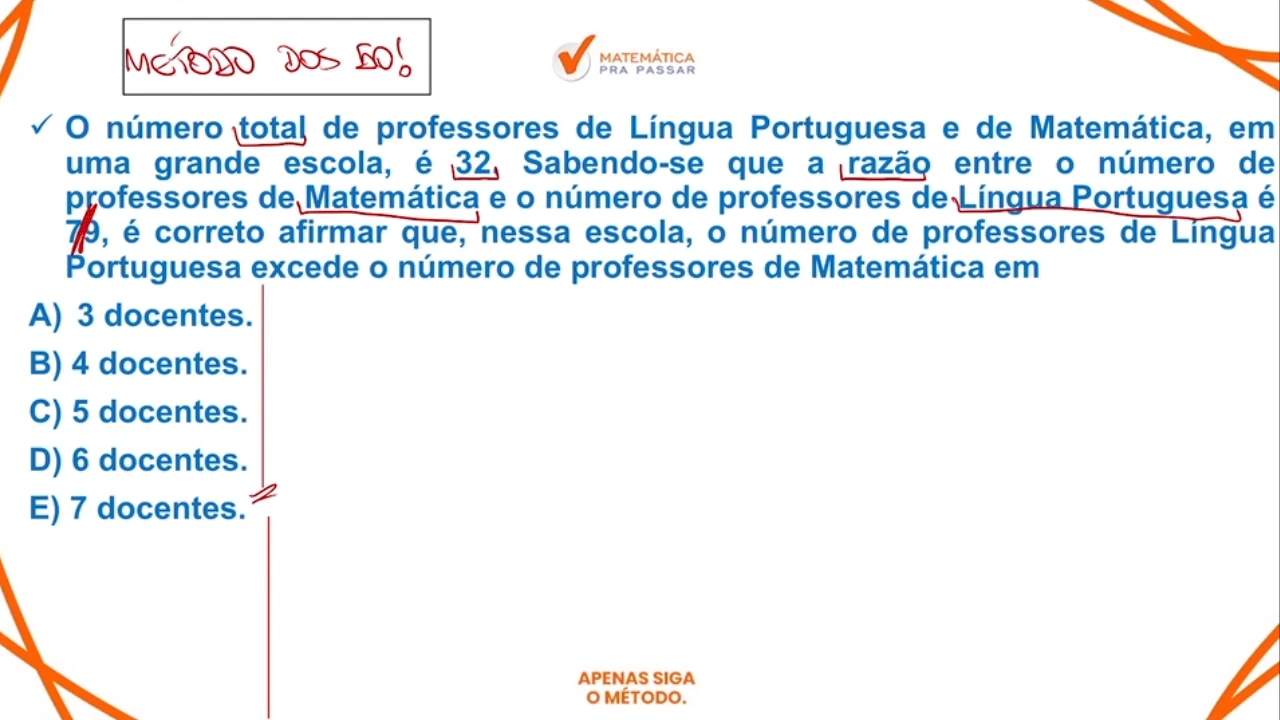 MÉTODO DOS 50!
MATEMÁTICA
PRA PASSAR
✓ O número total de professores de Língua Portuguesa e de Matemática, em
uma grande escola, é 32. Sabendo-se que a razão entre o número de
professores de Matemática e o número de professores de Língua Portuguesa é
7/9, é correto afirmar que, nessa escola, o número de professores de Língua
Portuguesa excede o número de professores de Matemática em
A) 3 docentes.
B) 4 docentes.
C) 5 docentes.
D) 6 docentes.
E) 7 docentes.
APENAS SIGA
O MÉTODO.